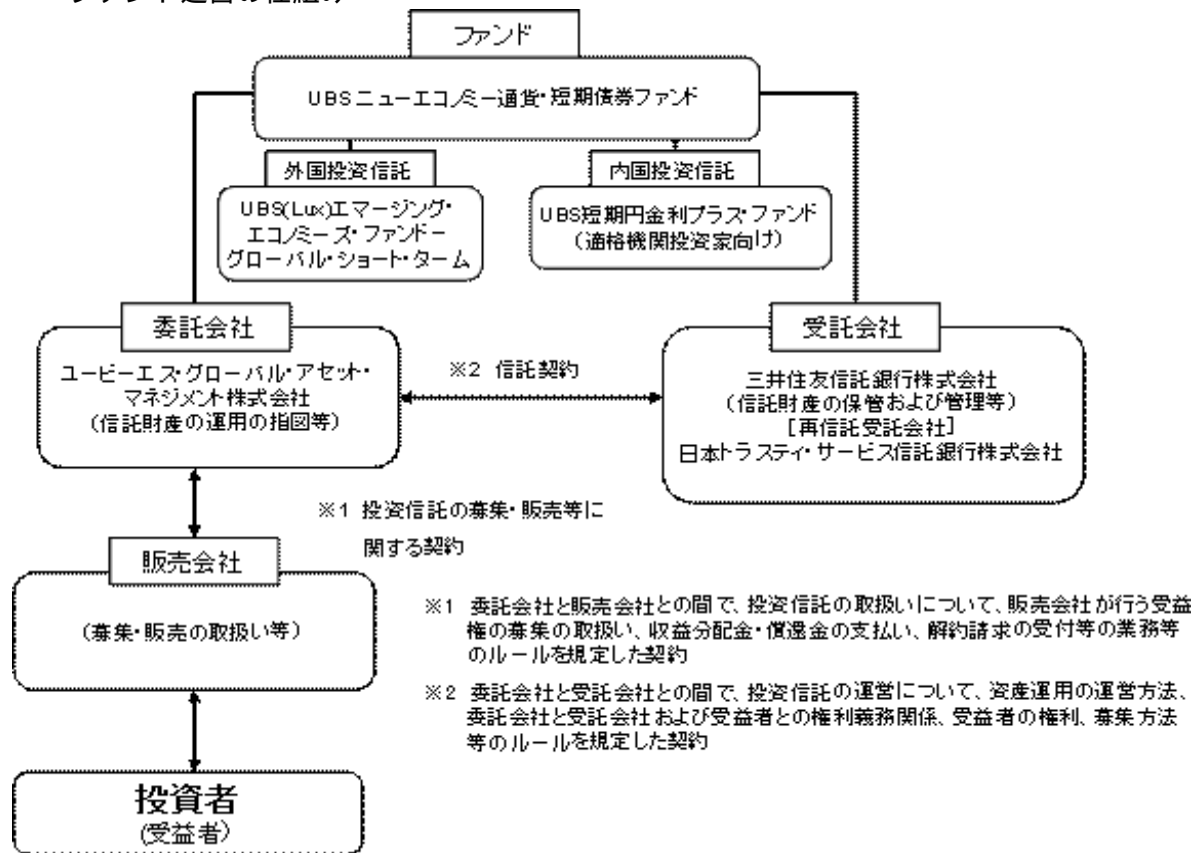 ファンド
UBSニューエコノミー通貨・短期債券ファンド
外国投資信託
UBS(Lux)エマージング・
エコノミーズ・ファンドー
グローバル・ショート・ターム
内国投資信託
UBS短期円金利プラス・ファンド
(適格機関投資家向け)
委託会社
ユービーエス・グローバル・アセット・
マネジメント株式会社
(信託財産の運用の指図等)
※2 信託契約
受託会社
三井住友信託銀行株式会社
(信託財産の保管および管理等)
[再信託受託会社]
日本トラスティ・サービス信託銀行株式会社
※1 投資信託の募集・販売等に
関する契約
販売会社
(募集・販売の取扱い等)
※1 委託会社と販売会社との間で、投資信託の取扱いについて、販売会社が行う受益
権の募集の取扱い、収益分配金・償還金の支払い、解約請求の受付等の業務等
のルールを規定した契約
※2 委託会社と受託会社との間で、投資信託の運営について、資産運用の運営方法、
委託会社と受託会社および受益者との権利義務関係、受益者の権利、募集方法
等のルールを規定した契約
投資者
(受益者)